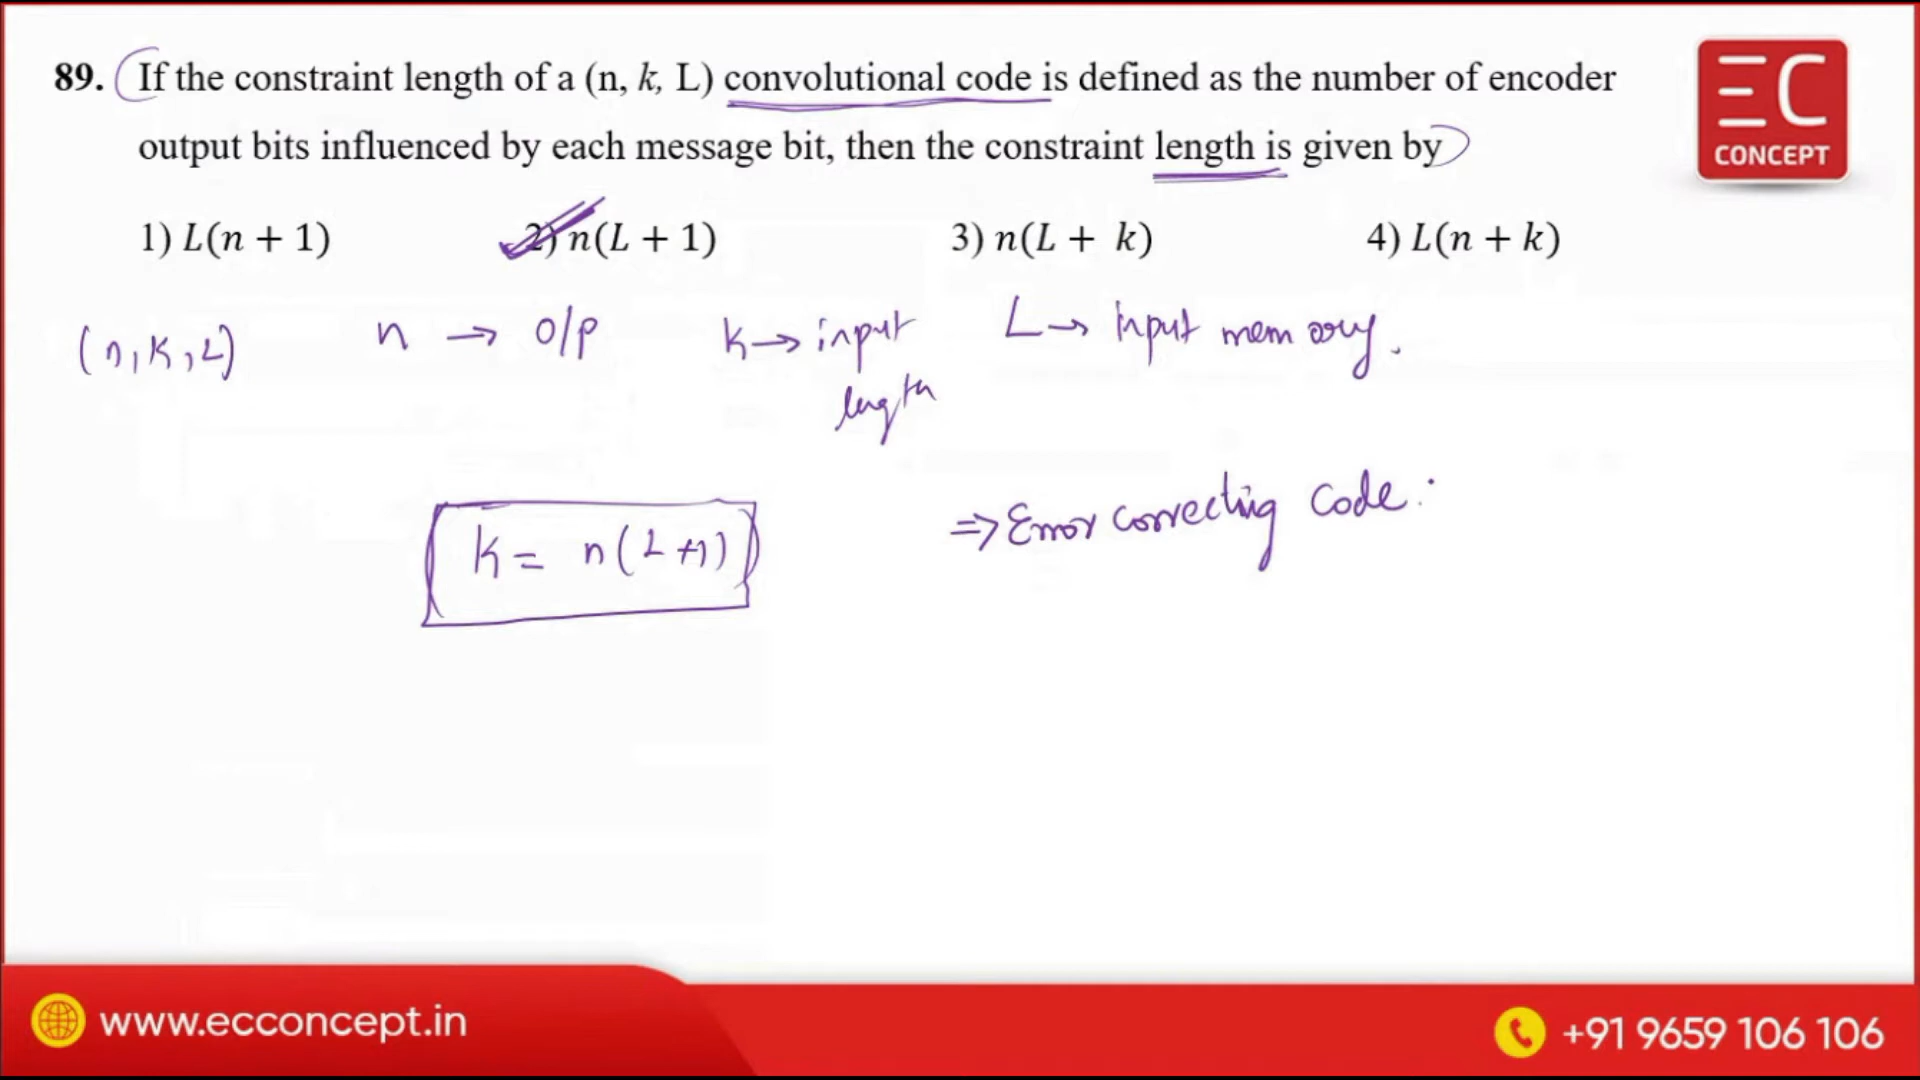 89. If the constraint length of a (n, k, L) convolutional code is defined as the number of encoder
output bits influenced by each message bit, then the constraint length is given by
1) L(n + 1) 2) n(L + 1) 3) n(L + k) 4) L(n + k)
(n, k, L) n → o/p k → input length L → Input memory.
K = n(L+1) ⇒ Error correcting code.
EC
CONCEPT
www.ecconcept.in
+91 9659 106 106